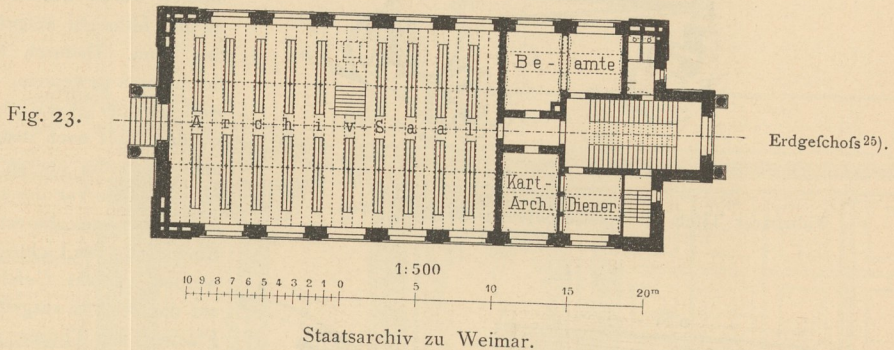 Fig. 23.
Be- amte
Archiv-Saal
Erdgeſchoſs 25).
Kart.-
Arch.
Diener
1:500
10 9 8 7 6 5 4 3 2 1 0 5 10 15 20m
Staatsarchiv zu Weimar.